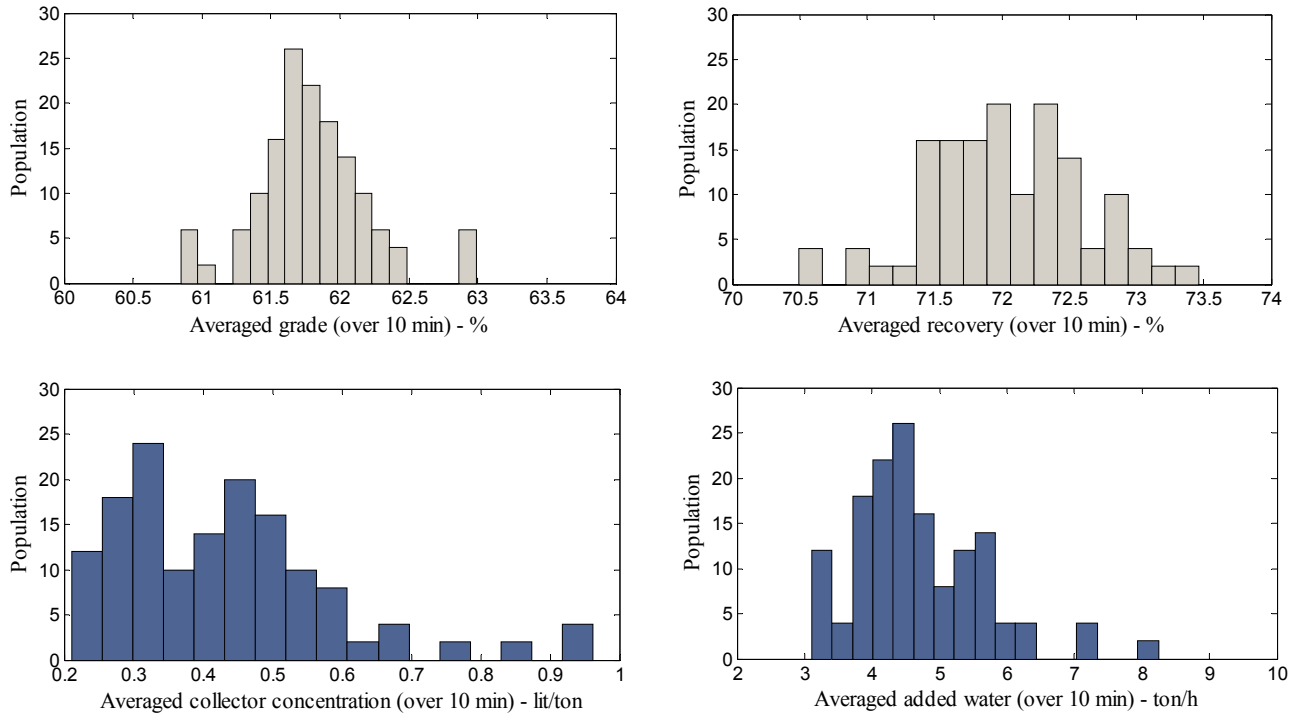 30
25
20
15
10
5
0
Population
60 60.5 61 61.5 62 62.5 63 63.5 64
Averaged grade (over 10 min) - %
30
25
20
15
10
5
0
Population
70 70.5 71 71.5 72 72.5 73 73.5 74
Averaged recovery (over 10 min) - %
30
25
20
15
10
5
0
Population
0.2 0.3 0.4 0.5 0.6 0.7 0.8 0.9 1
Averaged collector concentration (over 10 min) - lit/ton
30
25
20
15
10
5
0
Population
2 3 4 5 6 7 8 9 10
Averaged added water (over 10 min) - ton/h